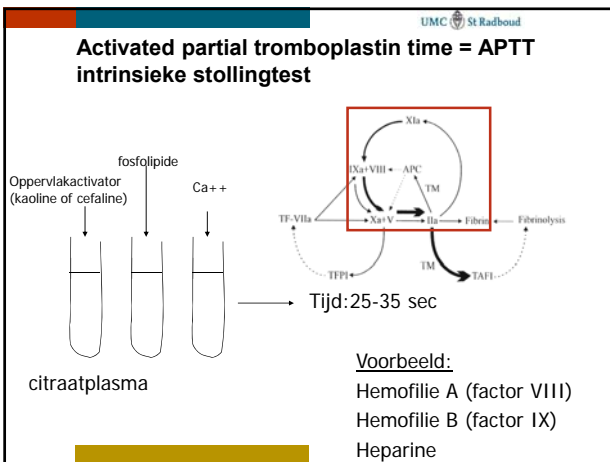 UMC St Radboud
Activated partial tromboplastin time = APTT
intrinsieke stollingtest
XIa
fosfolipide
IXa+VIII
APC
Oppervlakactivator
(kaoline of cefaline)
Ca++
TM
TF-VIIa
Xa+V
IIa
Fibrin
Fibrinolysis
TM
TFPI
TAFI
Tijd:25-35 sec
citraatplasma
Voorbeeld:
Hemofilie A (factor VIII)
Hemofilie B (factor IX)
Heparine